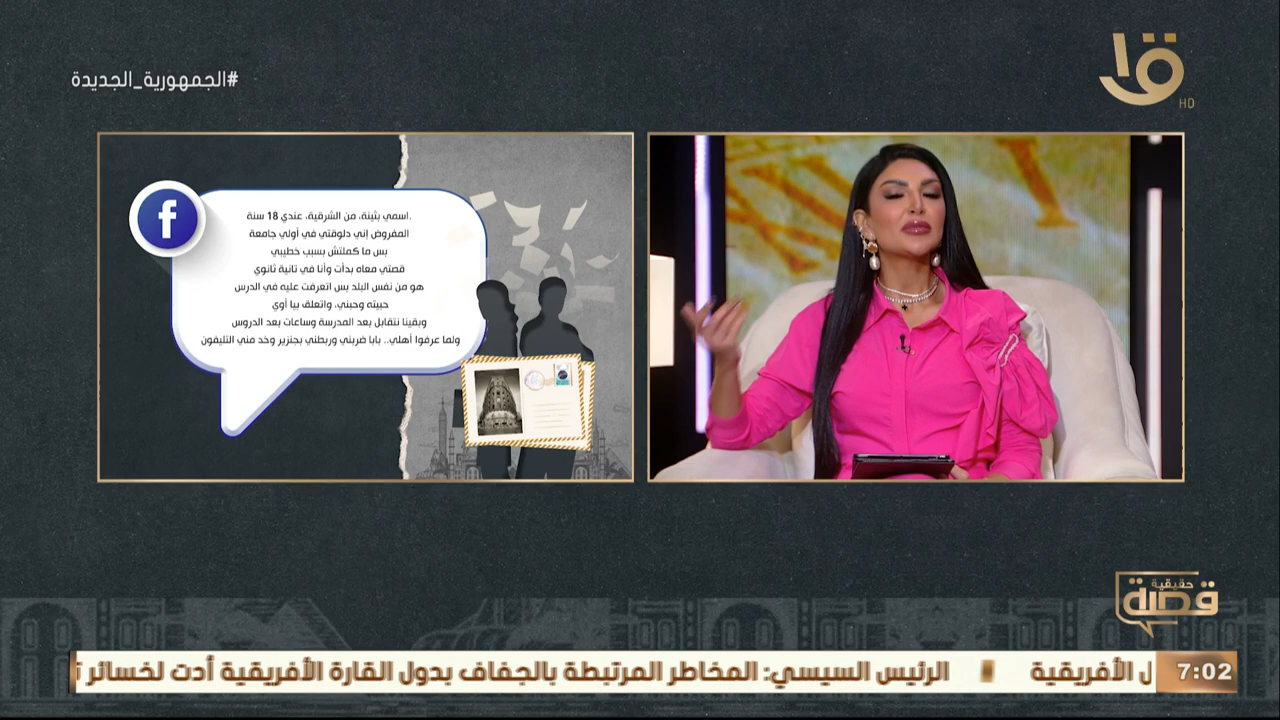 #الجمهورية_الجديدة
HD
f
اسمي بثينة، من الشرقية، عندي 18 سنة.
المفروض إني دلوقتي في أولي جامعة
بس ما كملتش بسبب خطيبي
قصتي معاه بدأت وأنا في تانية ثانوي
هو من نفس البلد بس اتعرفت عليه في الدرس
حبيته وحبني، واتعلق بيا أوي
وبقينا نتقابل بعد المدرسة وساعات بعد الدروس
ولما عرفوا أهلي.. بابا ضربني وربطني بجنزير وخد مني التليفون
قصة حقيقية
7:02
ل الأفريقية
الرئيس السيسي: المخاطر المرتبطة بالجفاف بدول القارة الأفريقية أدت لخسائر